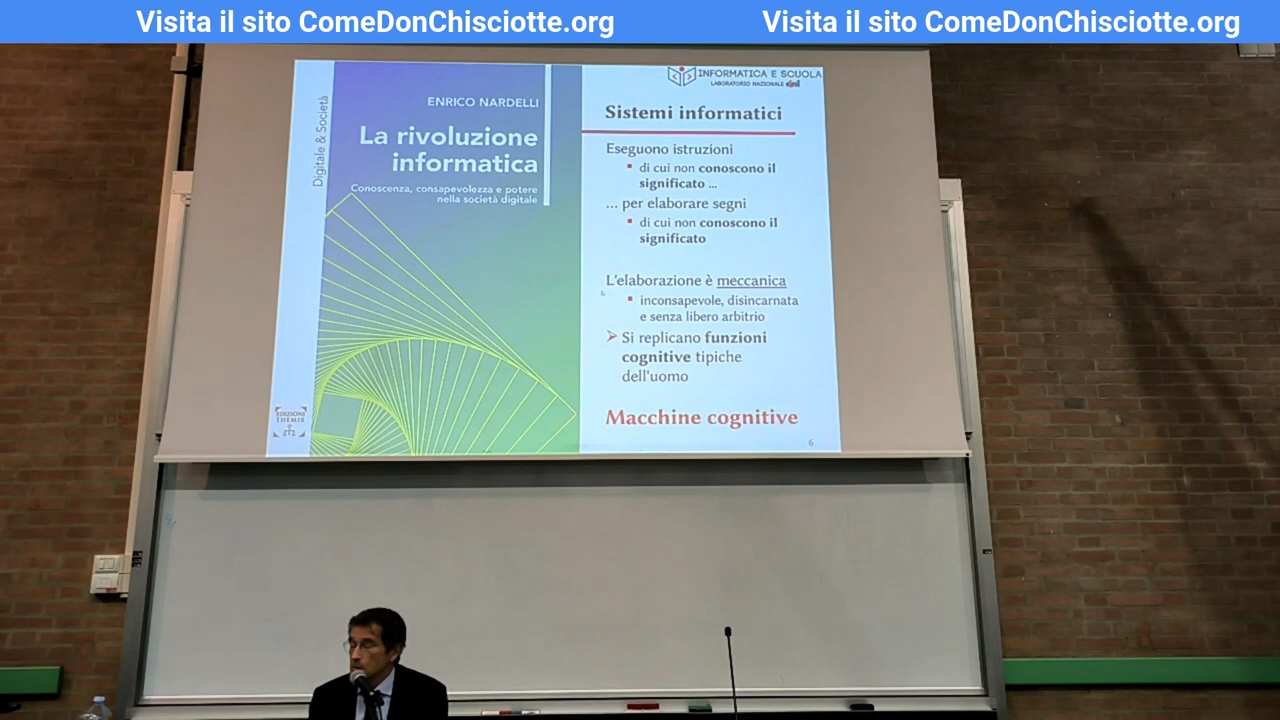 Visita il sito ComeDonChisciotte.org
Visita il sito ComeDonChisciotte.org
Digitale & Società
ENRICO NARDELLI
La rivoluzione
informatica
Conoscenza, consapevolezza e potere
nella società digitale
EDIZIONI
THEMIS
INFORMATICA E SCUOLA
LABORATORIO NAZIONALE cini
Sistemi informatici
Eseguono istruzioni
▪ di cui non conoscono il
significato ...
... per elaborare segni
▪ di cui non conoscono il
significato
L'elaborazione è meccanica
▪ inconsapevole, disincarnata
e senza libero arbitrio
➢ Si replicano funzioni
cognitive tipiche
dell'uomo
Macchine cognitive
6